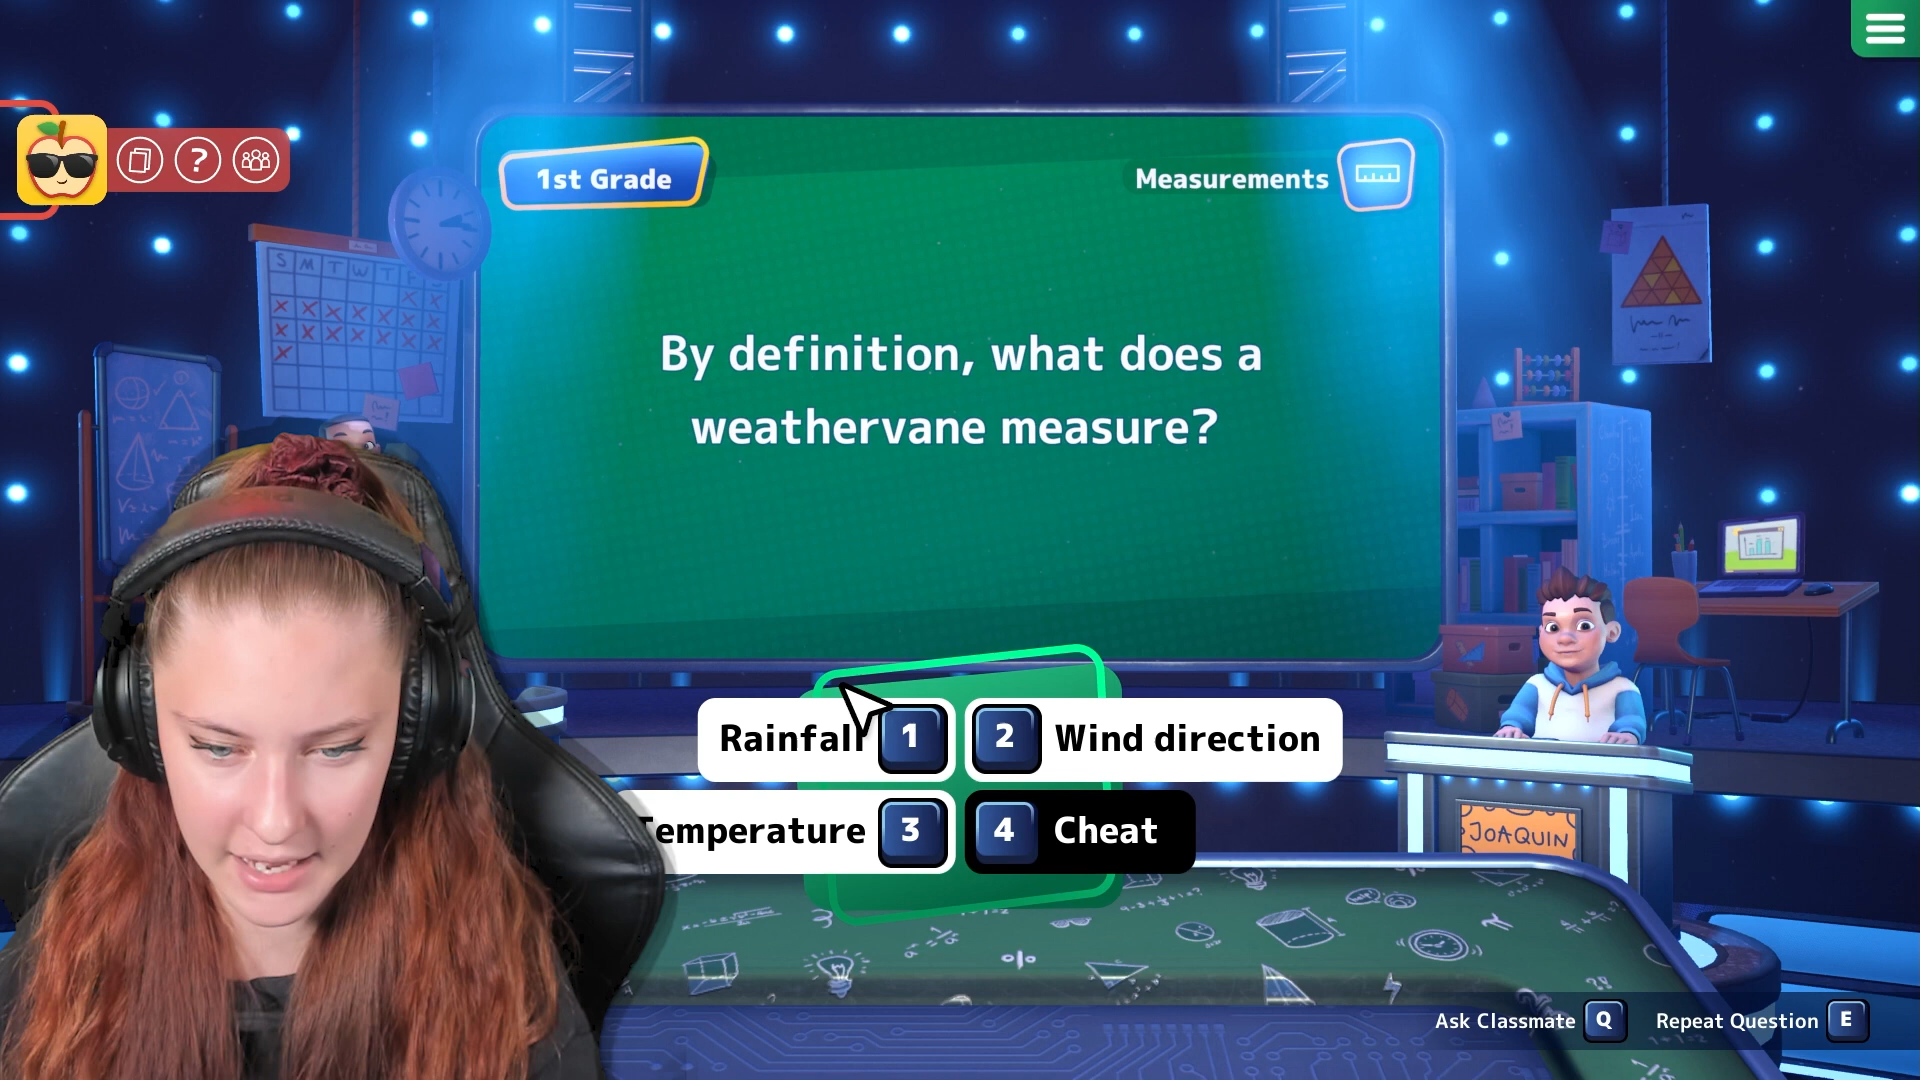 1st Grade
Measurements
By definition, what does a
weathervane measure?
Rainfall 1
2 Wind direction
Temperature 3
4 Cheat
S M T W T F
JOAQUIN
Ask Classmate Q
Repeat Question E